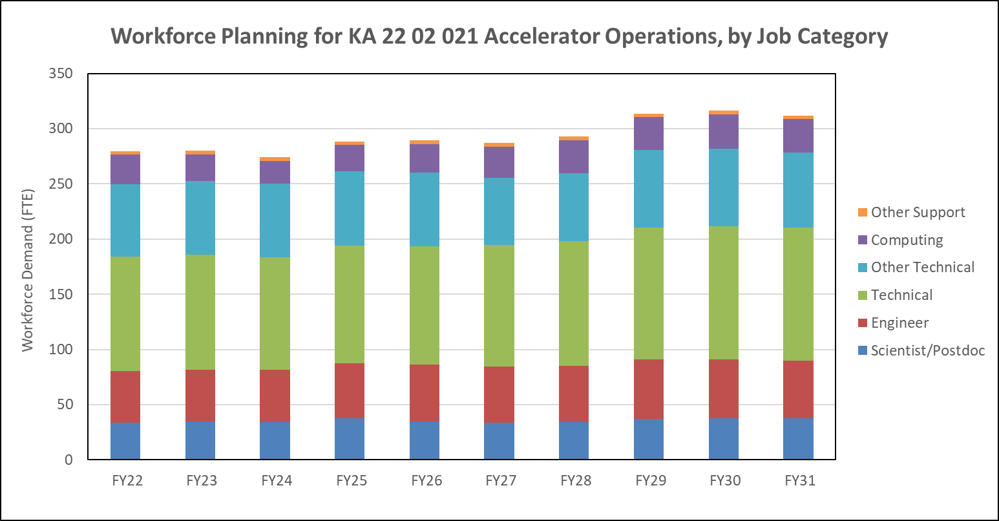 Workforce Planning for KA 22 02 021 Accelerator Operations, by Job Category
350
300
250
200
150
100
50
0
Workforce Demand (FTE)
FY22 FY23 FY24 FY25 FY26 FY27 FY28 FY29 FY30 FY31
Other Support
Computing
Other Technical
Technical
Engineer
Scientist/Postdoc